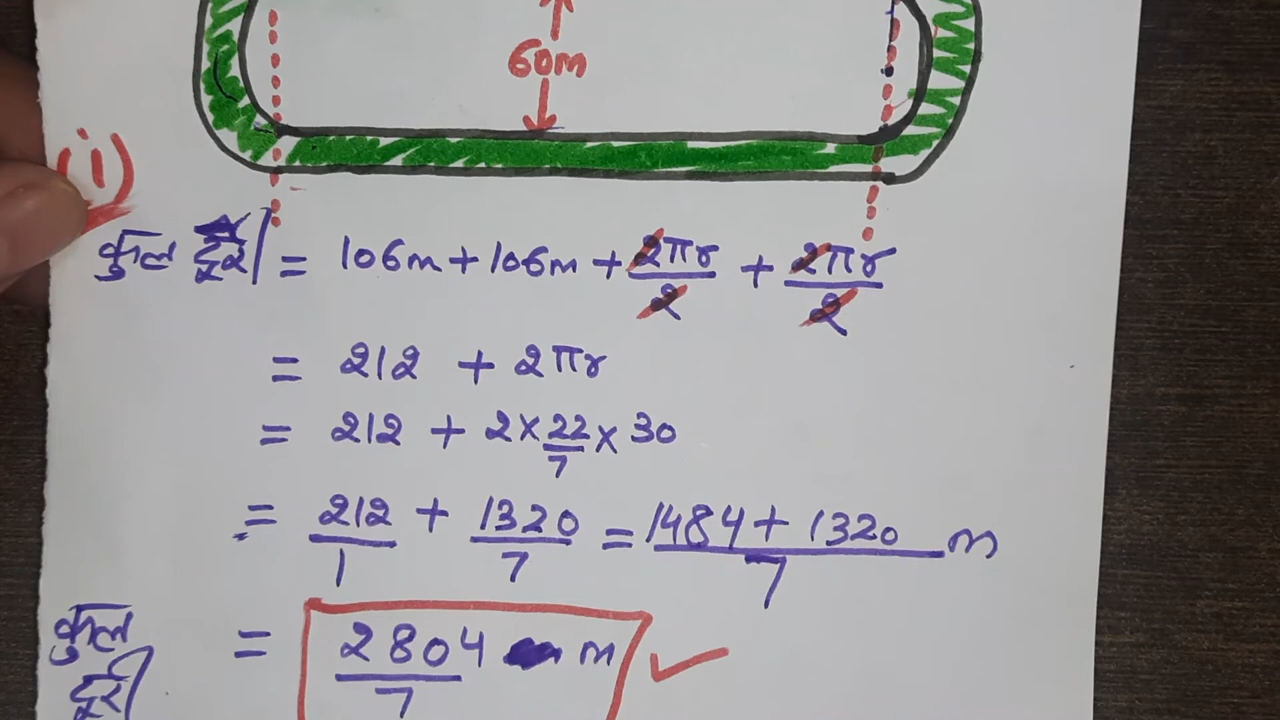 60m
(i)
कुल दूरी = 106m + 106m + 2πr/2 + 2πr/2
= 212 + 2πr
= 212 + 2 × 22/7 × 30
= 212/1 + 1320/7 = 1484 + 1320/7 m
कुल दूरी = 2804/7 m